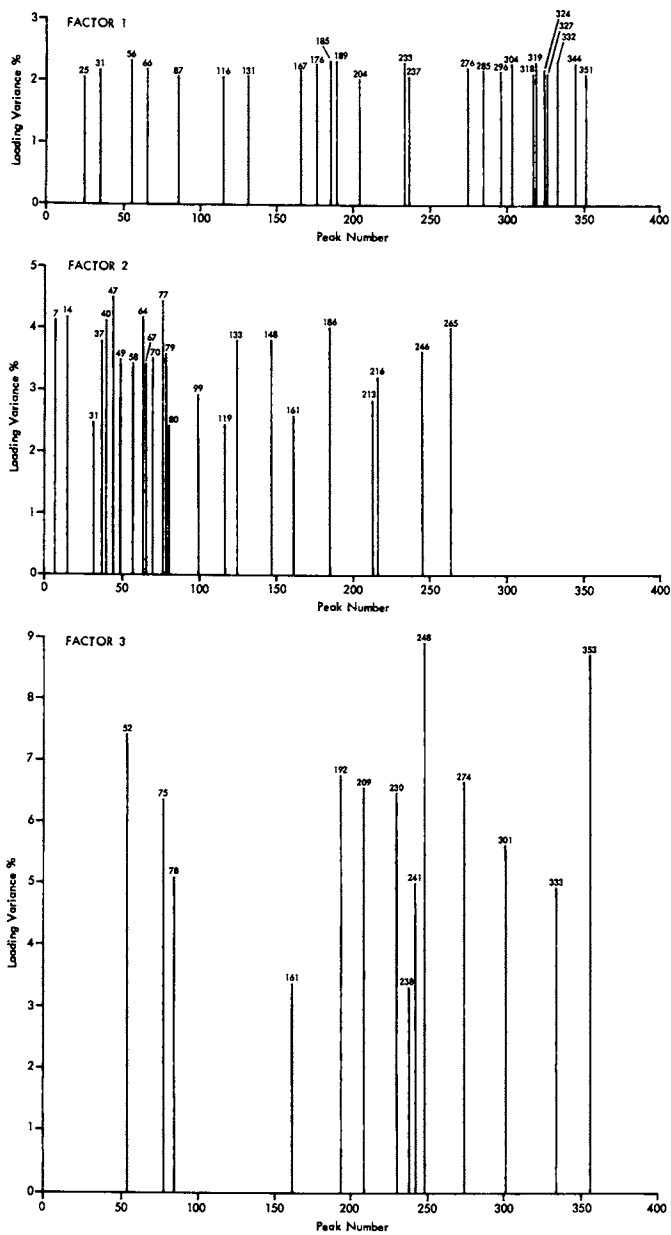 FACTOR 1
Loading Variance %
3
2
1
0
25 31 56 66 87 116 131 167 176 185 189 204 233 237 276 285 296 304 318 319 324 327 332 344 351
0 50 100 150 200 250 300 350 400
Peak Number
FACTOR 2
Loading Variance %
5
4
3
2
1
0
7 14 31 37 40 47 49 58 64 67 70 77 79 80 99 119 133 148 161 186 213 216 246 265
0 50 100 150 200 250 300 350 400
Peak Number
FACTOR 3
Loading Variance %
9
8
7
6
5
4
3
2
1
0
52 75 78 161 192 209 230 238 241 248 274 301 333 353
0 50 100 150 200 250 300 350 400
Peak Number